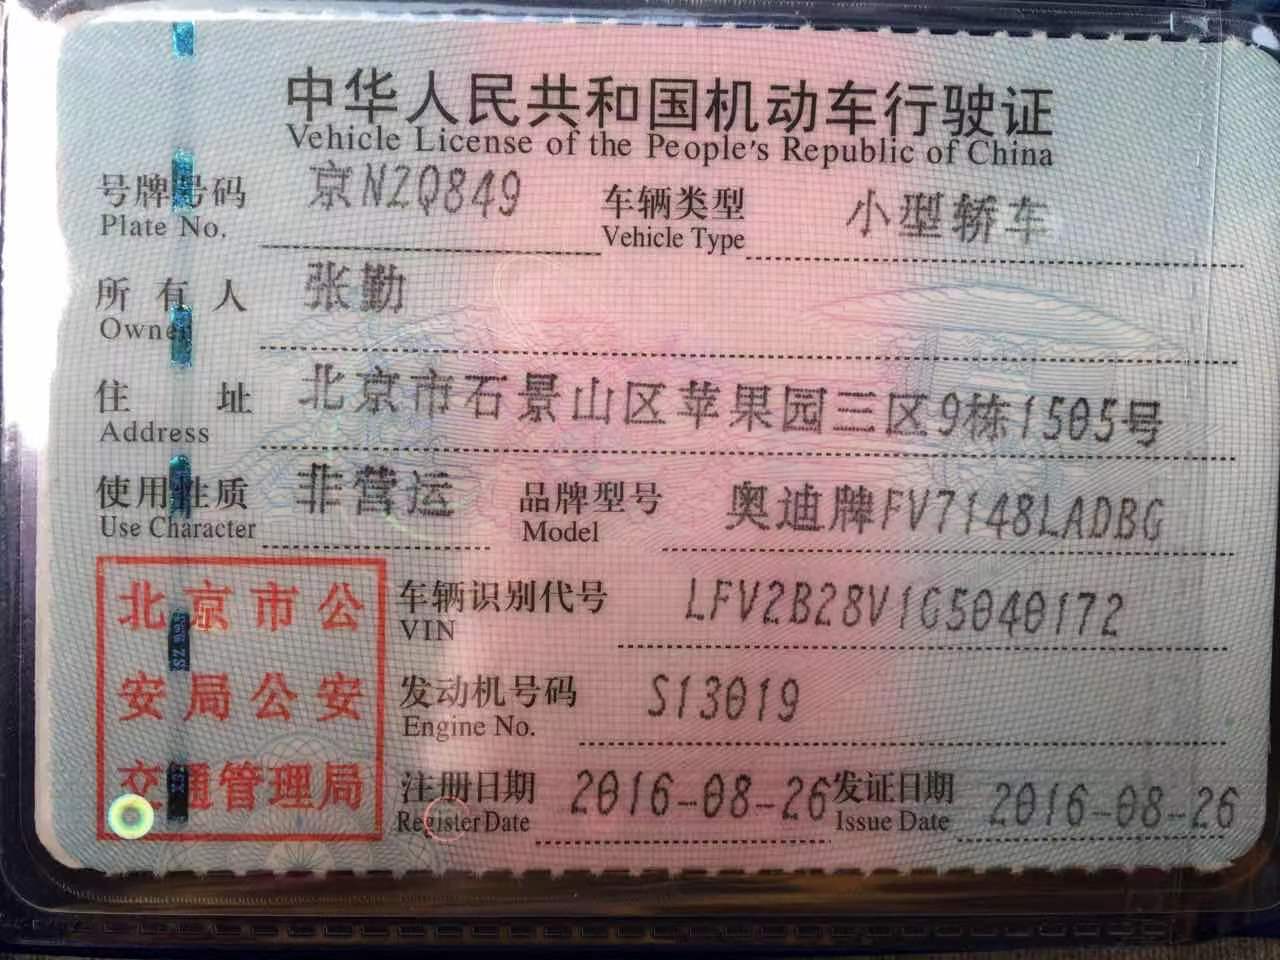 中华人民共和国机动车行驶证
Vehicle License of the People's Republic of China
号牌号码 京NZQ849 车辆类型 小型轿车
Plate No. Vehicle Type
所有人 张勤
Owner
住址 北京市石景山区苹果园三区9栋1505号
Address
使用性质 非营运 品牌型号 奥迪牌FV7148LADBG
Use Character Model
北京市公
安局公安
交通管理局
车辆识别代号 LFV2B28V1G5040172
VIN
发动机号码 S13019
Engine No.
注册日期 2016-08-26 发证日期 2016-08-26
Register Date Issue Date